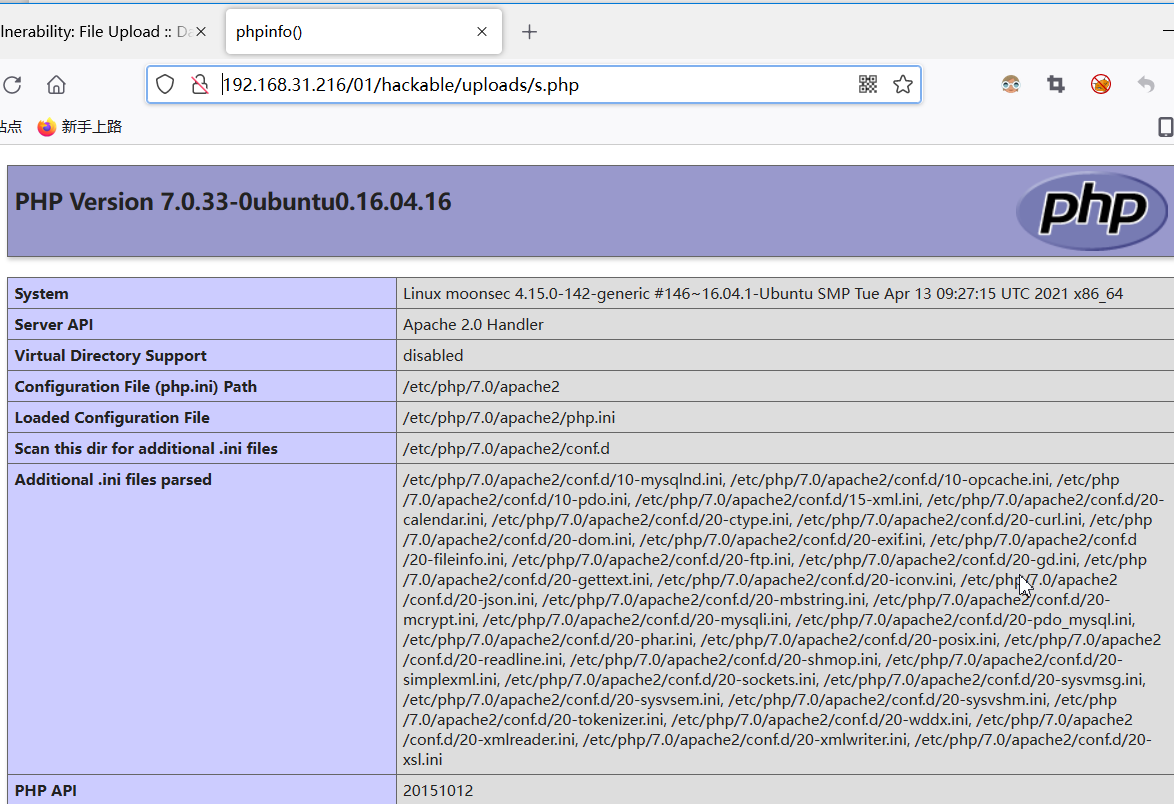 lnerability: File Upload :: Da
phpinfo()
192.168.31.216/01/hackable/uploads/s.php
站点 新手上路
PHP Version 7.0.33-0ubuntu0.16.04.16
php
System Linux moonsec 4.15.0-142-generic #146~16.04.1-Ubuntu SMP Tue Apr 13 09:27:15 UTC 2021 x86_64
Server API Apache 2.0 Handler
Virtual Directory Support disabled
Configuration File (php.ini) Path /etc/php/7.0/apache2
Loaded Configuration File /etc/php/7.0/apache2/php.ini
Scan this dir for additional .ini files /etc/php/7.0/apache2/conf.d
Additional .ini files parsed /etc/php/7.0/apache2/conf.d/10-mysqlnd.ini, /etc/php/7.0/apache2/conf.d/10-opcache.ini, /etc/php
/7.0/apache2/conf.d/10-pdo.ini, /etc/php/7.0/apache2/conf.d/15-xml.ini, /etc/php/7.0/apache2/conf.d/20-
calendar.ini, /etc/php/7.0/apache2/conf.d/20-ctype.ini, /etc/php/7.0/apache2/conf.d/20-curl.ini, /etc/php
/7.0/apache2/conf.d/20-dom.ini, /etc/php/7.0/apache2/conf.d/20-exif.ini, /etc/php/7.0/apache2/conf.d
/20-fileinfo.ini, /etc/php/7.0/apache2/conf.d/20-ftp.ini, /etc/php/7.0/apache2/conf.d/20-gd.ini, /etc/php
/7.0/apache2/conf.d/20-gettext.ini, /etc/php/7.0/apache2/conf.d/20-iconv.ini, /etc/php/7.0/apache2
/conf.d/20-json.ini, /etc/php/7.0/apache2/conf.d/20-mbstring.ini, /etc/php/7.0/apache2/conf.d/20-
mcrypt.ini, /etc/php/7.0/apache2/conf.d/20-mysqli.ini, /etc/php/7.0/apache2/conf.d/20-pdo_mysql.ini,
/etc/php/7.0/apache2/conf.d/20-phar.ini, /etc/php/7.0/apache2/conf.d/20-posix.ini, /etc/php/7.0/apache2
/conf.d/20-readline.ini, /etc/php/7.0/apache2/conf.d/20-shmop.ini, /etc/php/7.0/apache2/conf.d/20-
simplexml.ini, /etc/php/7.0/apache2/conf.d/20-sockets.ini, /etc/php/7.0/apache2/conf.d/20-sysvmsg.ini,
/etc/php/7.0/apache2/conf.d/20-sysvsem.ini, /etc/php/7.0/apache2/conf.d/20-sysvshm.ini, /etc/php
/7.0/apache2/conf.d/20-tokenizer.ini, /etc/php/7.0/apache2/conf.d/20-wddx.ini, /etc/php/7.0/apache2
/conf.d/20-xmlreader.ini, /etc/php/7.0/apache2/conf.d/20-xmlwriter.ini, /etc/php/7.0/apache2/conf.d/20-
xsl.ini
PHP API 20151012